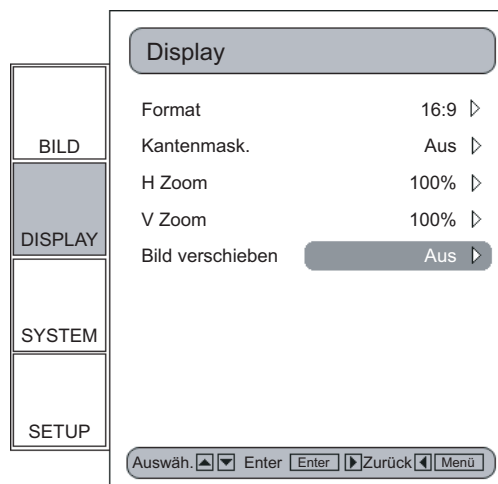 Display
BILD
DISPLAY
SYSTEM
SETUP
Format 16:9
Kantenmask. Aus
H Zoom 100%
V Zoom 100%
Bild verschieben Aus
Auswäh. Enter Enter Zurück Menü